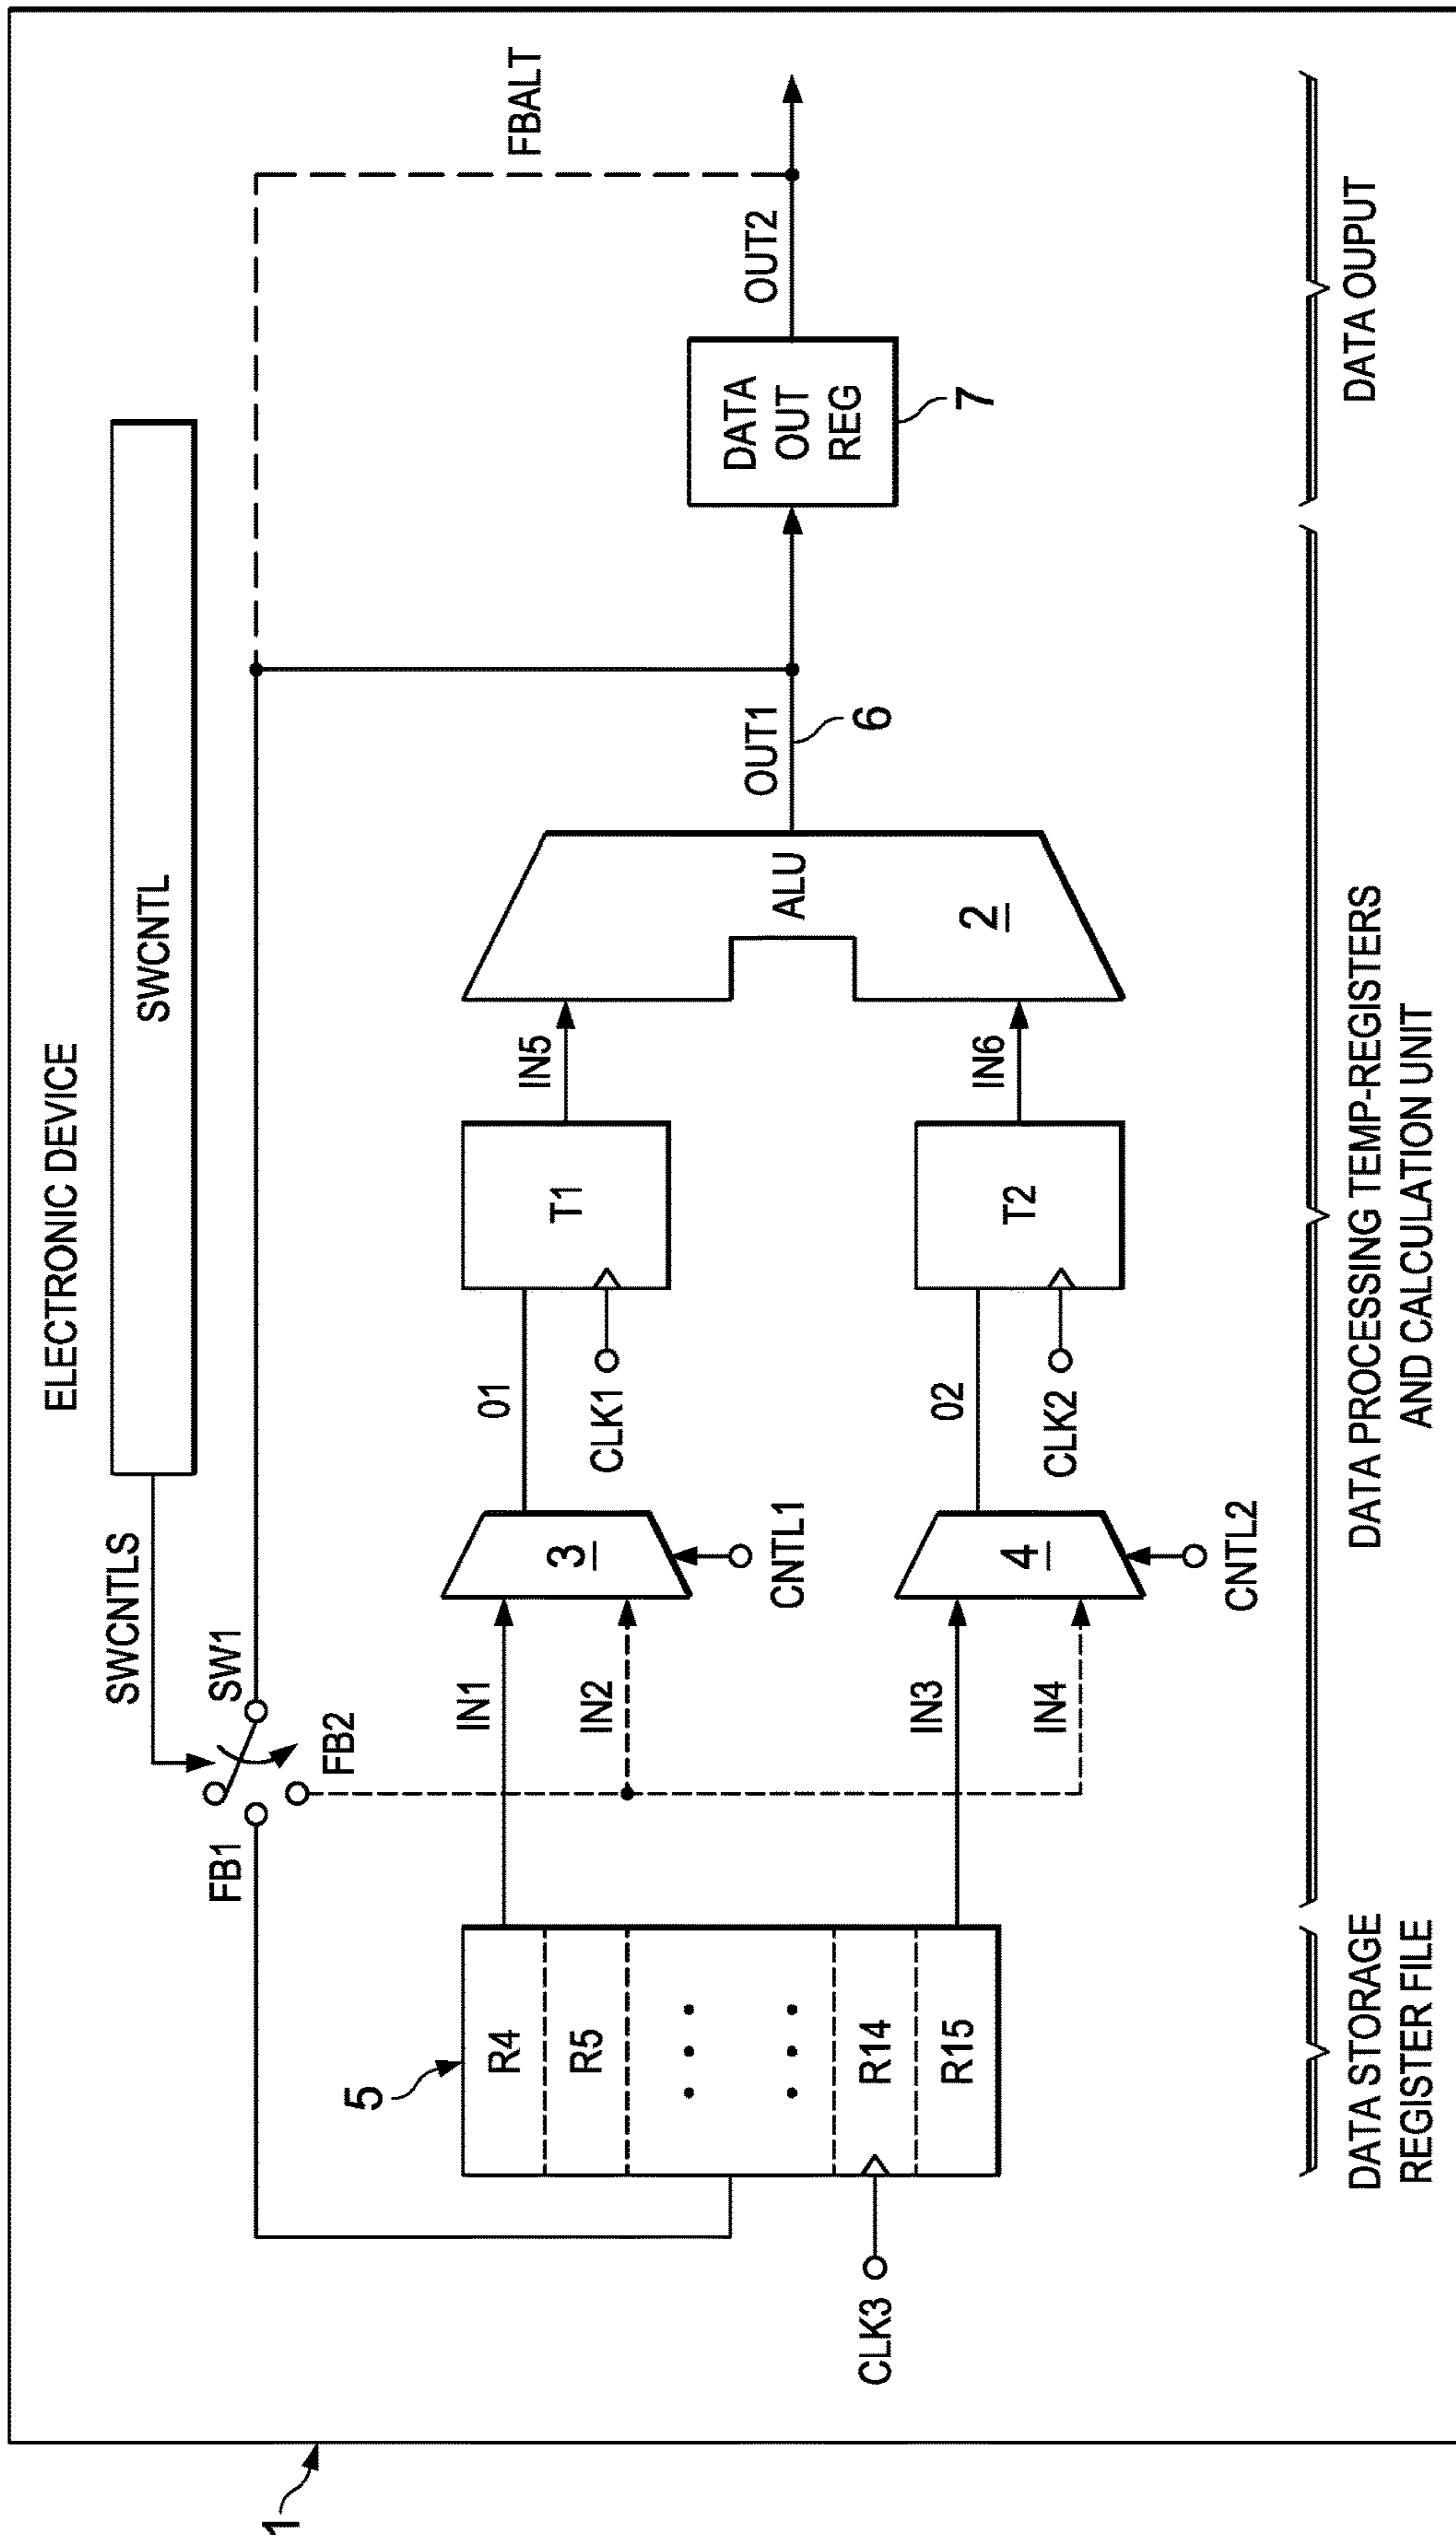 ELECTRONIC DEVICE
1
SWCNTLS
SWCNTL
FB1
SW1
FB2
FBALT
5
R4
R5
R14
R15
CLK3
IN1
IN2
IN3
IN4
3
4
CNTL1
CNTL2
01
02
CLK1
CLK2
T1
T2
IN5
IN6
ALU
2
OUT1
6
DATA
OUT
REG
7
OUT2
DATA STORAGE
REGISTER FILE
DATA PROCESSING TEMP-REGISTERS
AND CALCULATION UNIT
DATA OUPUT